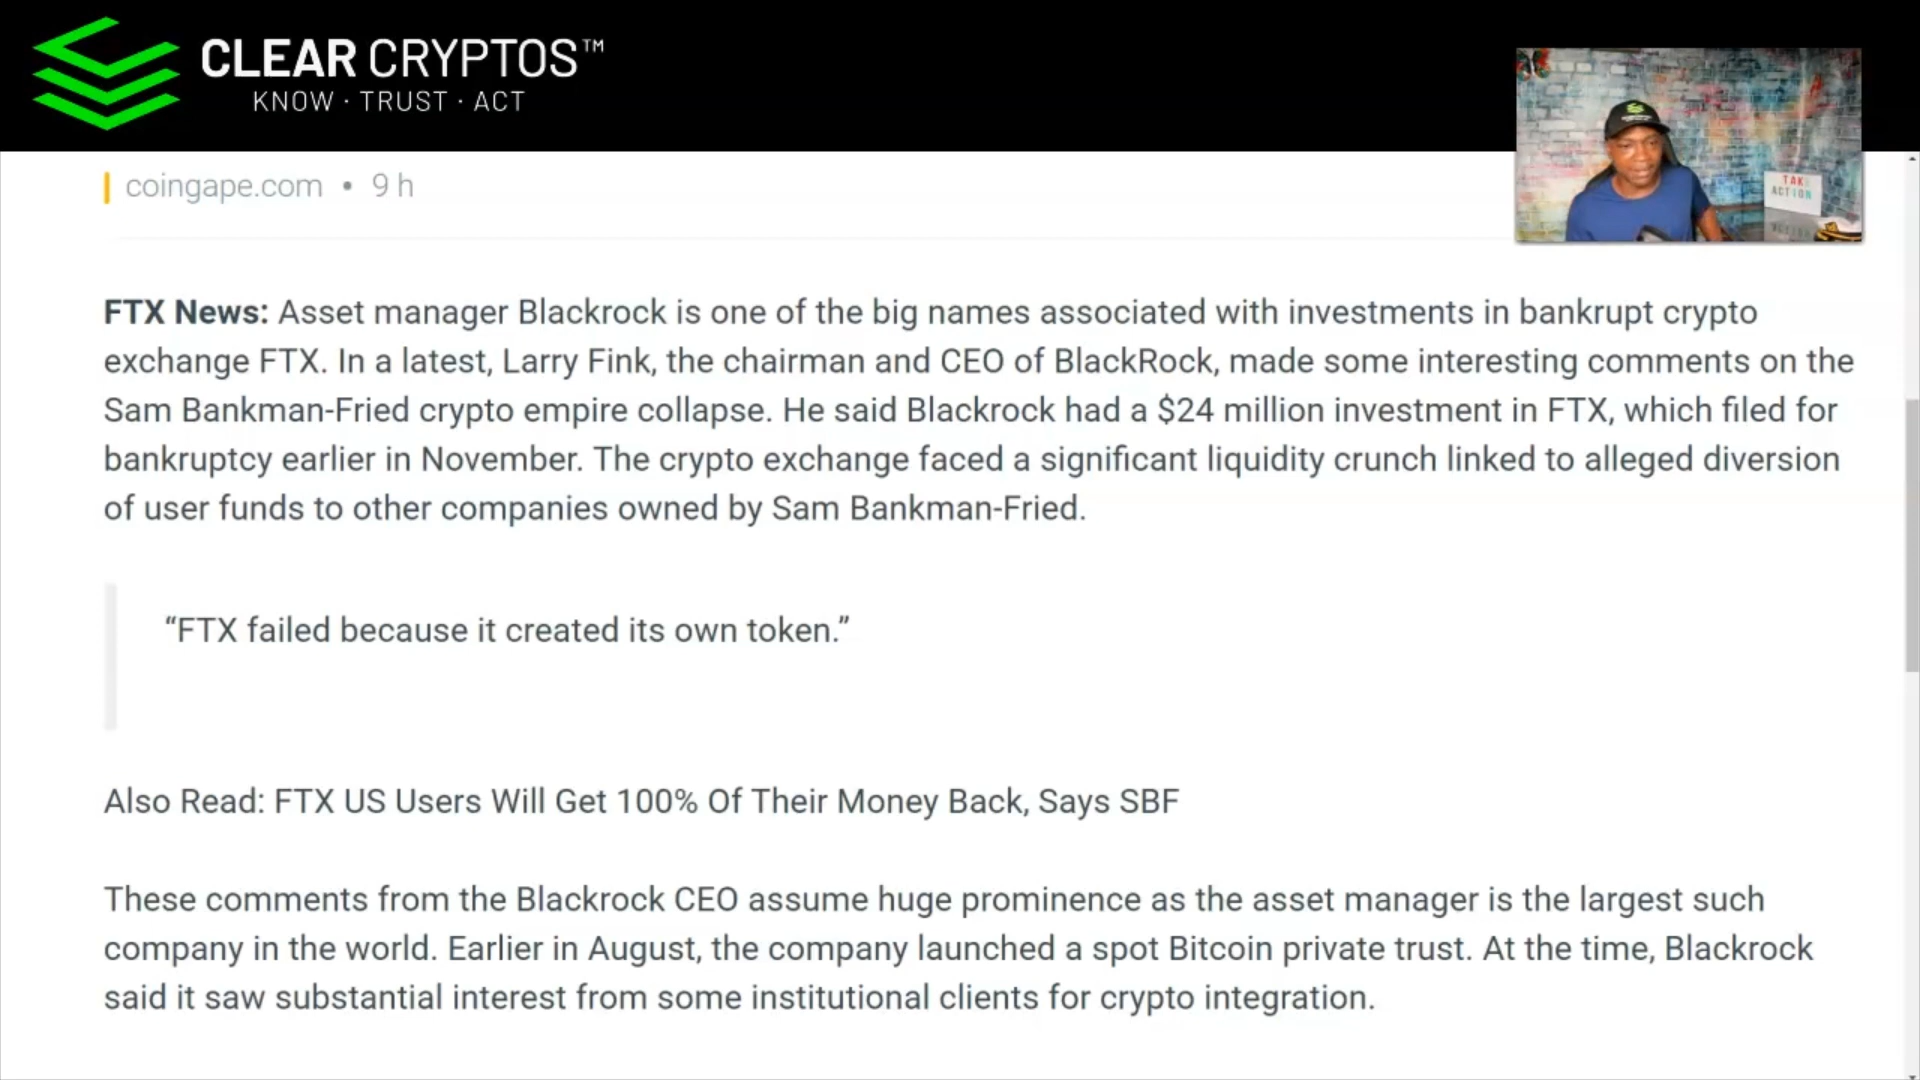 CLEAR CRYPTOS™
KNOW · TRUST · ACT
TAK
ACTION
coingape.com • 9 h
FTX News: Asset manager Blackrock is one of the big names associated with investments in bankrupt crypto
exchange FTX. In a latest, Larry Fink, the chairman and CEO of BlackRock, made some interesting comments on the
Sam Bankman-Fried crypto empire collapse. He said Blackrock had a $24 million investment in FTX, which filed for
bankruptcy earlier in November. The crypto exchange faced a significant liquidity crunch linked to alleged diversion
of user funds to other companies owned by Sam Bankman-Fried.
“FTX failed because it created its own token.”
Also Read: FTX US Users Will Get 100% Of Their Money Back, Says SBF
These comments from the Blackrock CEO assume huge prominence as the asset manager is the largest such
company in the world. Earlier in August, the company launched a spot Bitcoin private trust. At the time, Blackrock
said it saw substantial interest from some institutional clients for crypto integration.